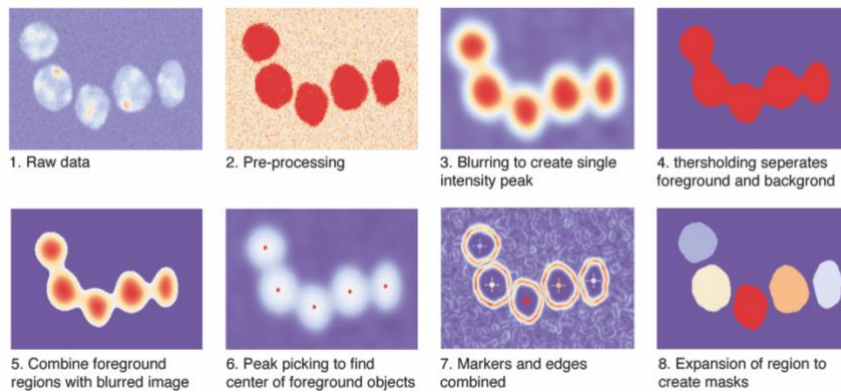 1. Raw data
2. Pre-processing
3. Blurring to create single
intensity peak
4. thersholding seperates
foreground and backgrond
5. Combine foreground
regions with blurred image
6. Peak picking to find
center of foreground objects
7. Markers and edges
combined
8. Expansion of region to
create masks